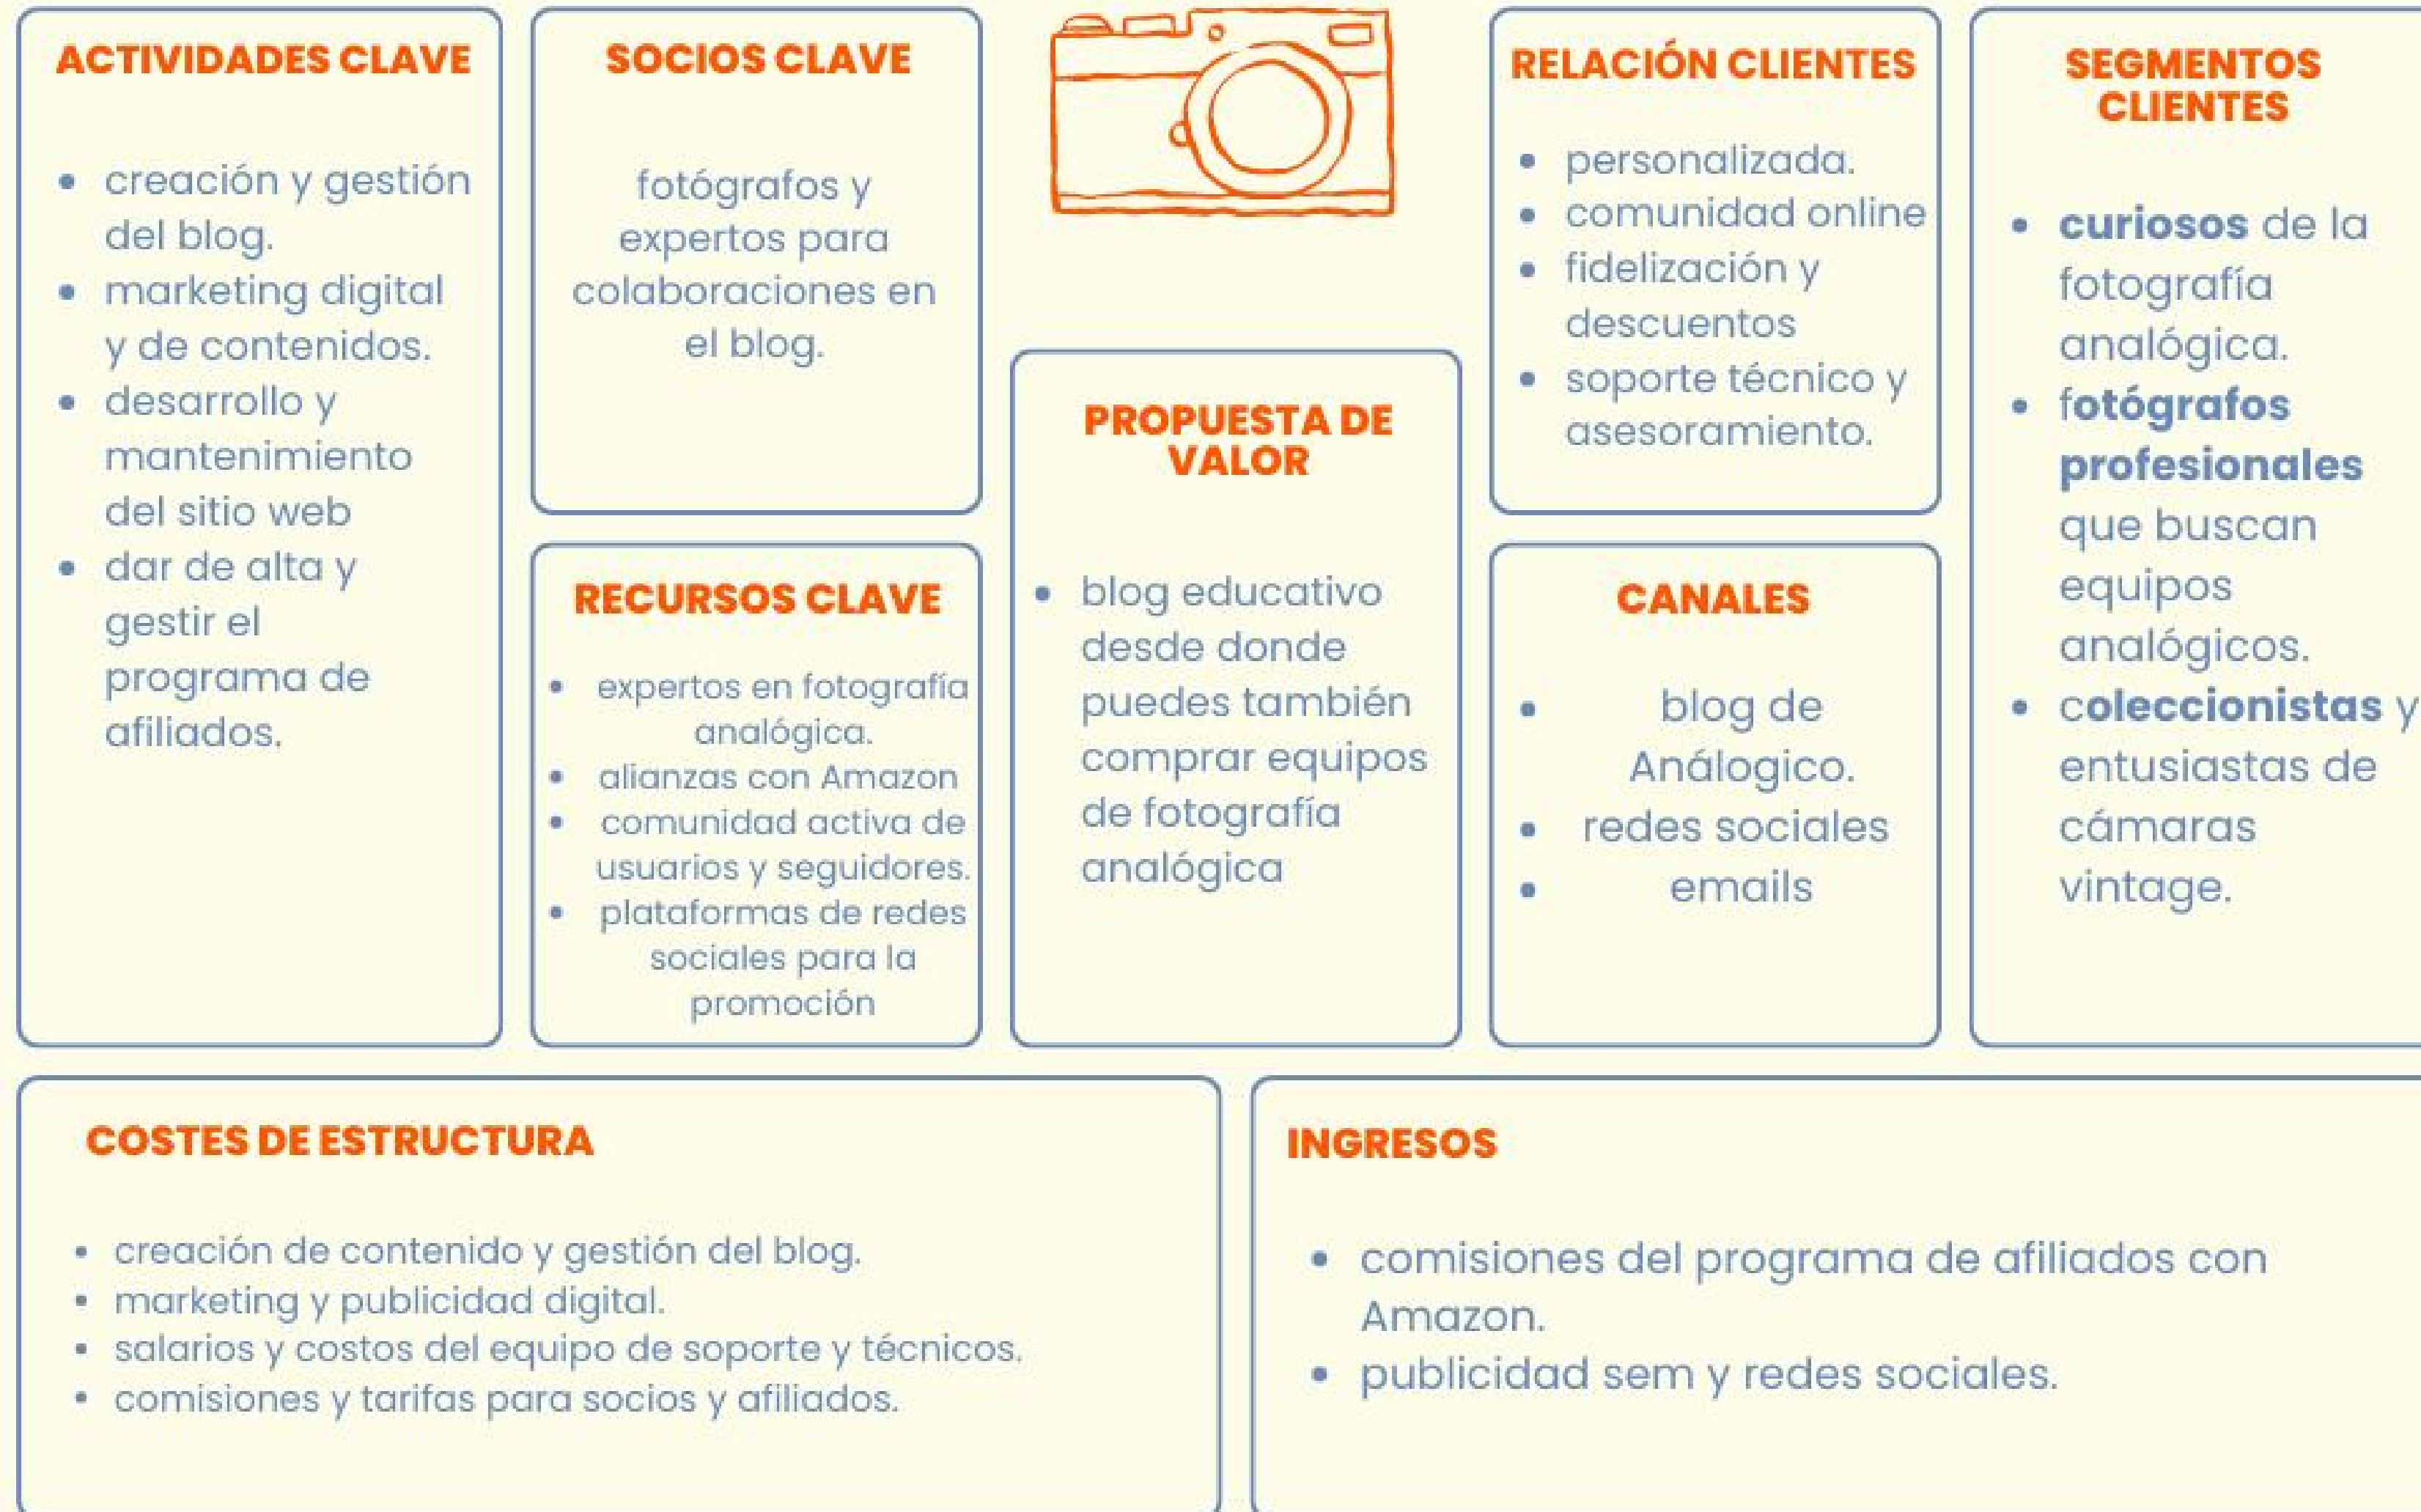 ACTIVIDADES CLAVE
creación y gestión
del blog.
marketing digital
y de contenidos.
desarrollo y
mantenimiento
del sitio web
dar de alta y
gestir el
programa de
afiliados.
SOCIOS CLAVE
fotógrafos y
expertos para
colaboraciones en
el blog.
RECURSOS CLAVE
expertos en fotografía
analógica.
alianzas con Amazon
comunidad activa de
usuarios y seguidores.
plataformas de redes
sociales para la
promoción
PROPUESTA DE
VALOR
blog educativo
desde donde
puedes también
comprar equipos
de fotografía
analógica
RELACIÓN CLIENTES
personalizada.
comunidad online
fidelización y
descuentos
soporte técnico y
asesoramiento.
CANALES
blog de
Análogico.
redes sociales
emails
SEGMENTOS
CLIENTES
curiosos de la
fotografía
analógica.
fotógrafos
profesionales
que buscan
equipos
analógicos.
coleccionistas y
entusiastas de
cámaras
vintage.
COSTES DE ESTRUCTURA
creación de contenido y gestión del blog.
marketing y publicidad digital.
salarios y costos del equipo de soporte y técnicos.
comisiones y tarifas para socios y afiliados.
INGRESOS
comisiones del programa de afiliados con
Amazon.
publicidad sem y redes sociales.